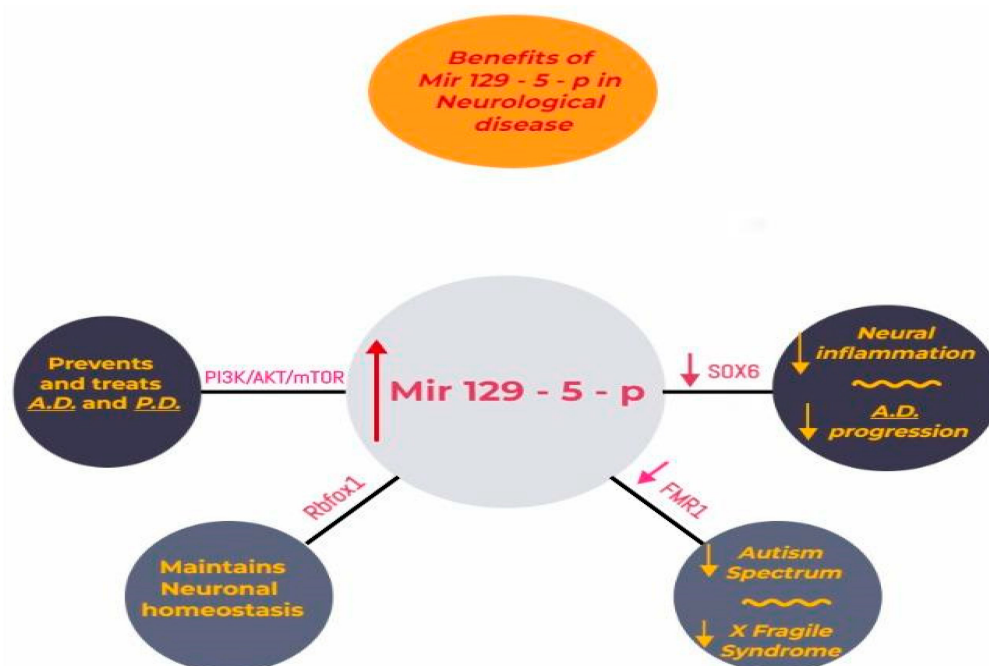 Benefits of
Mir 129 - 5 - p in
Neurological
disease
Prevents
and treats
A.D. and P.D.
PI3K/AKT/mTOR
Mir 129 - 5 - p
SOX6
Neural
inflammation
A.D.
progression
Rbfox1
Maintains
Neuronal
homeostasis
FMR1
Autism
Spectrum
X Fragile
Syndrome